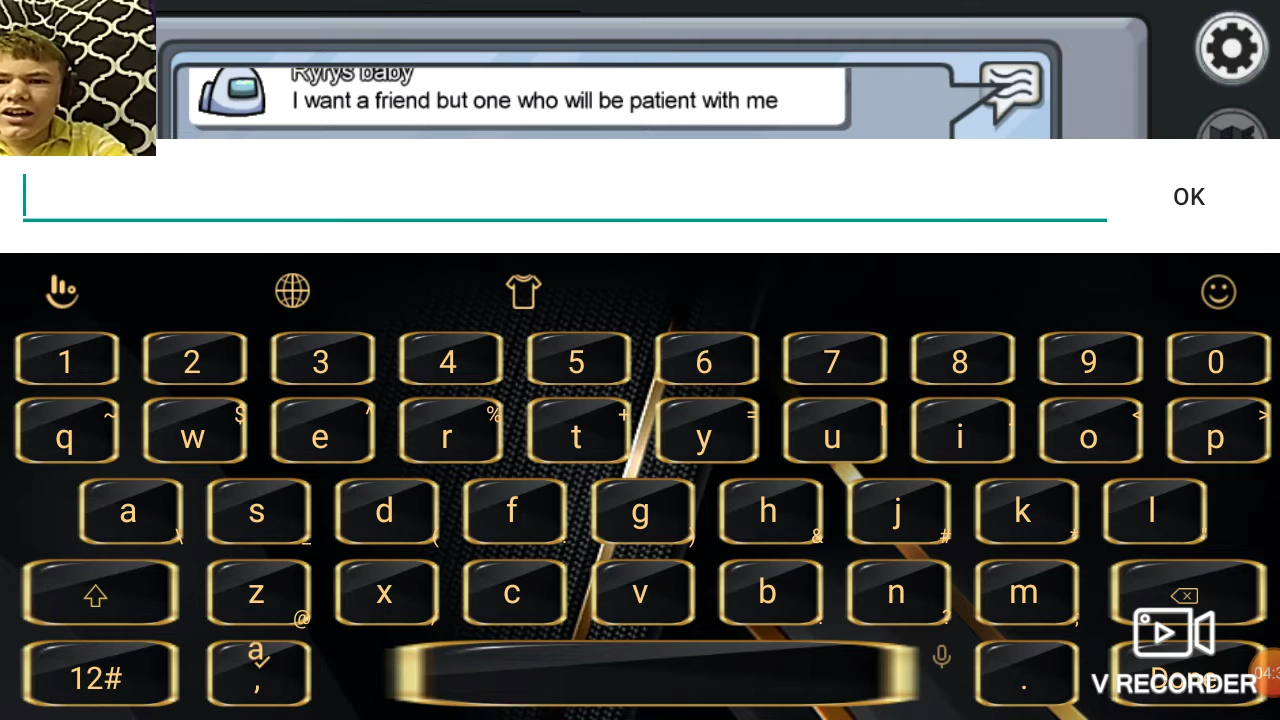 Ryrys baby
I want a friend but one who will be patient with me
OK
1 2 3 4 5 6 7 8 9 0
~ $ ^ % + = < >
q w e r t y u i o p
a s d f g h j k l
\ _ ( ) & # * "
z x c v b n m
@ / ? ;
a
12# , . Done
V RECORDER